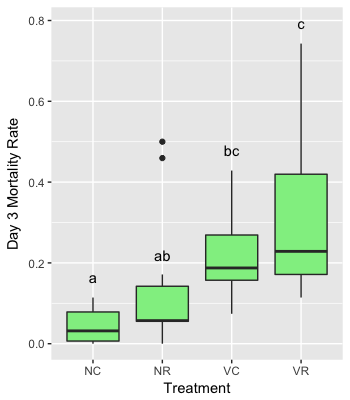 c
0.8
0.6
bc
0.4
ab
a
0.2
0.0
Day 3 Mortality Rate
NC NR VC VR
Treatment